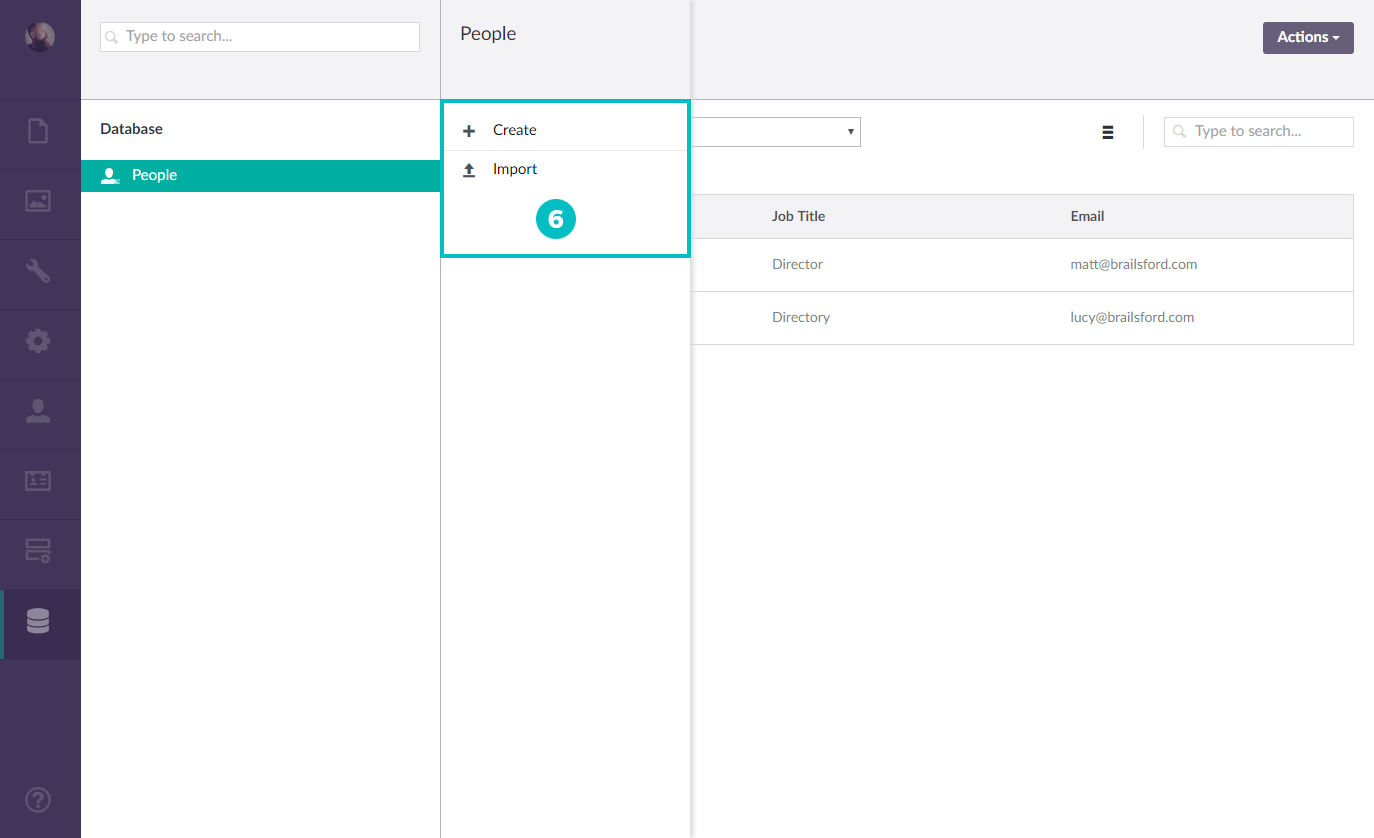 Type to search...
People
Actions
Database
People
Create
Import
6
Type to search...
Job Title
Email
Director
matt@brailsford.com
Directory
lucy@brailsford.com
?